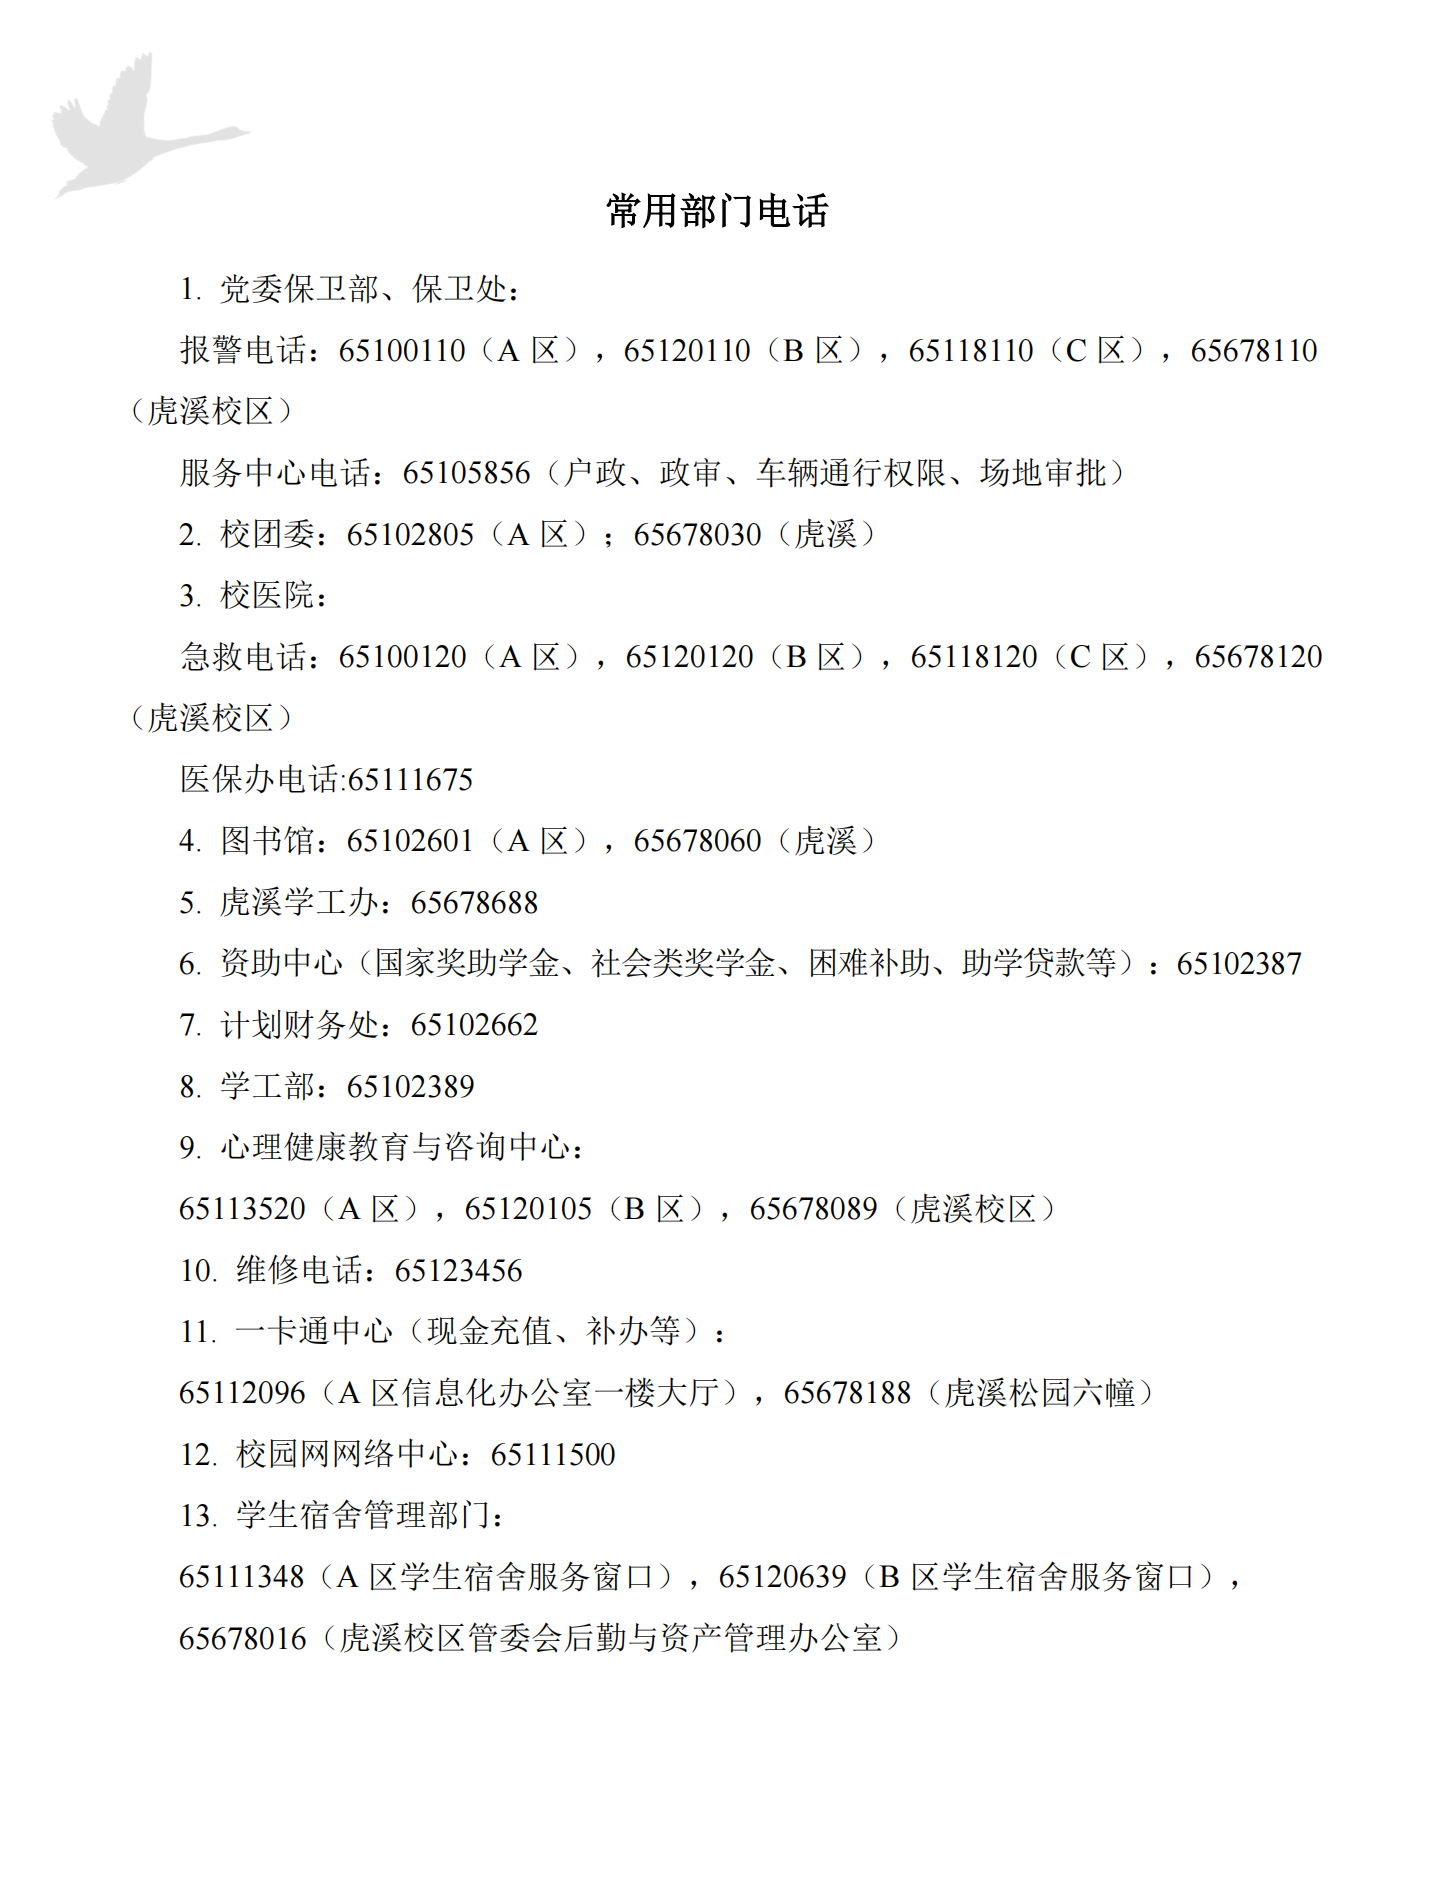 常用部门电话
1. 党委保卫部、保卫处：
报警电话：65100110（A 区），65120110（B 区），65118110（C 区），65678110
（虎溪校区）
服务中心电话：65105856（户政、政审、车辆通行权限、场地审批）
2. 校团委：65102805（A 区）；65678030（虎溪）
3. 校医院：
急救电话：65100120（A 区），65120120（B 区），65118120（C 区），65678120
（虎溪校区）
医保办电话:65111675
4. 图书馆：65102601（A 区），65678060（虎溪）
5. 虎溪学工办：65678688
6. 资助中心（国家奖助学金、社会类奖学金、困难补助、助学贷款等）：65102387
7. 计划财务处：65102662
8. 学工部：65102389
9. 心理健康教育与咨询中心：
65113520（A 区），65120105（B 区），65678089（虎溪校区）
10. 维修电话：65123456
11. 一卡通中心（现金充值、补办等）：
65112096（A 区信息化办公室一楼大厅），65678188（虎溪松园六幢）
12. 校园网网络中心：65111500
13. 学生宿舍管理部门：
65111348（A 区学生宿舍服务窗口），65120639（B 区学生宿舍服务窗口），
65678016（虎溪校区管委会后勤与资产管理办公室）